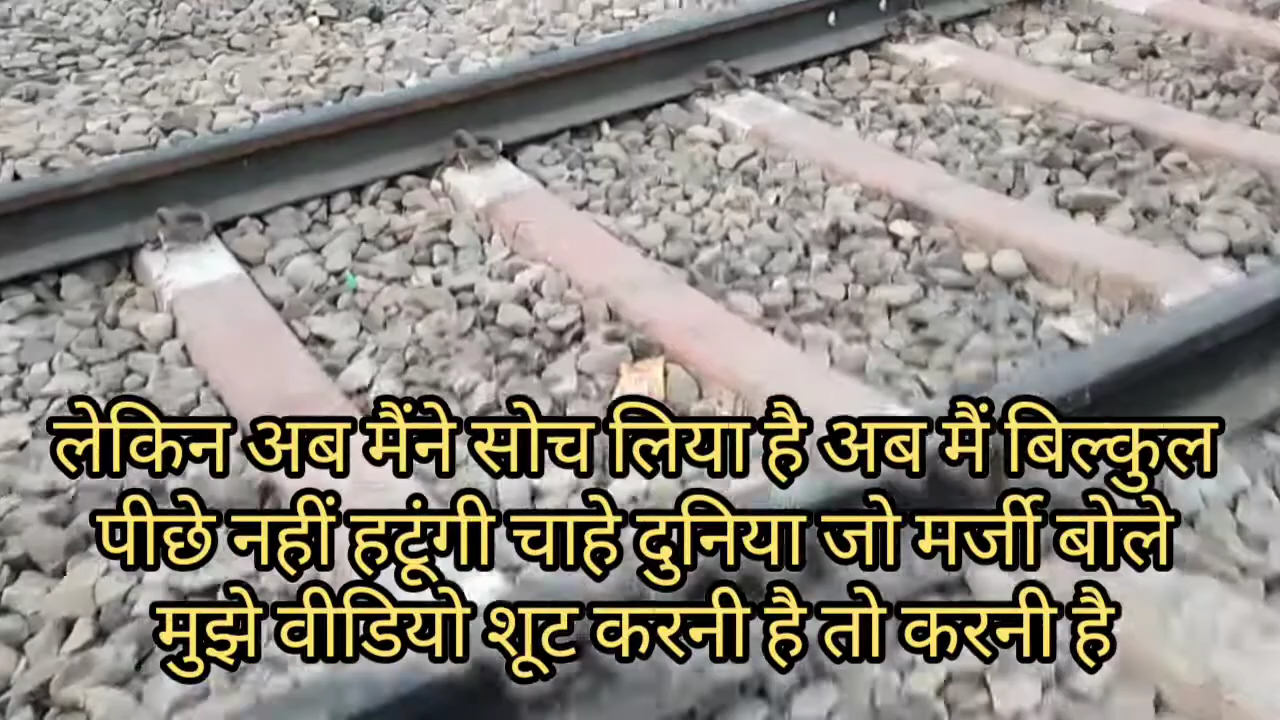 लेकिन अब मैंने सोच लिया है अब मैं बिल्कुल
पीछे नहीं हटूंगी चाहे दुनिया जो मर्जी बोले
मुझे वीडियो शूट करनी है तो करनी है